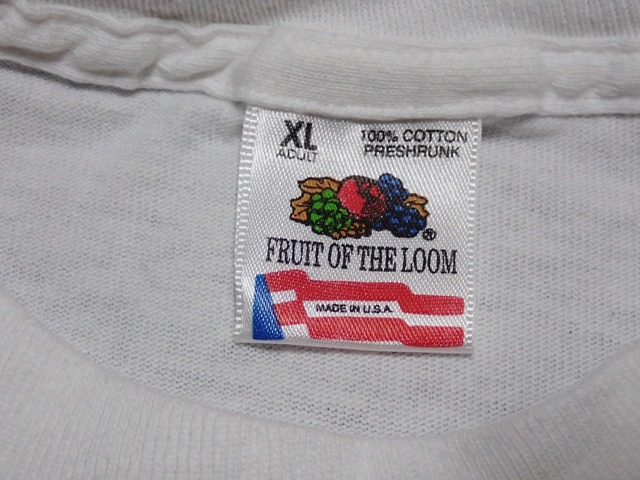 XL
ADULT
100% COTTON
PRESHRUNK
®
FRUIT OF THE LOOM
MADE IN U.S.A.